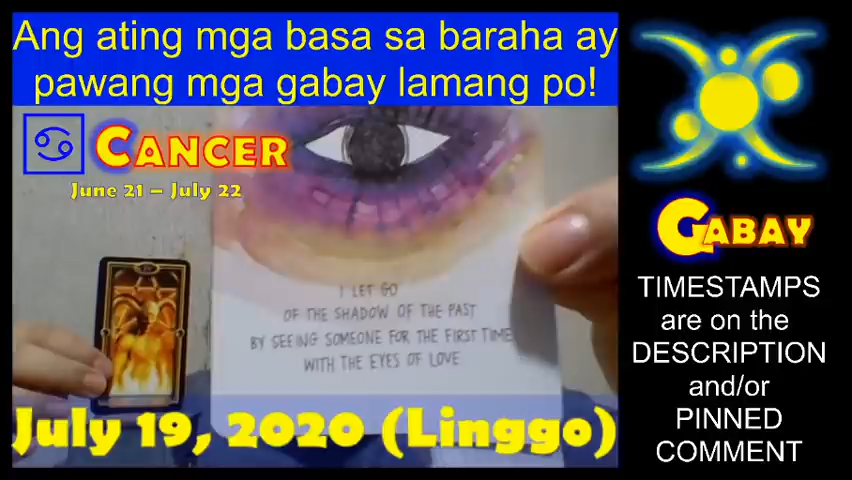 Ang ating mga basa sa baraha ay
pawang mga gabay lamang po!
CANCER
June 21 – July 22
I LET GO
OF THE SHADOW OF THE PAST
BY SEEING SOMEONE FOR THE FIRST TIME
WITH THE EYES OF LOVE
July 19, 2020 (Linggo)
GABAY
TIMESTAMPS
are on the
DESCRIPTION
and/or
PINNED
COMMENT